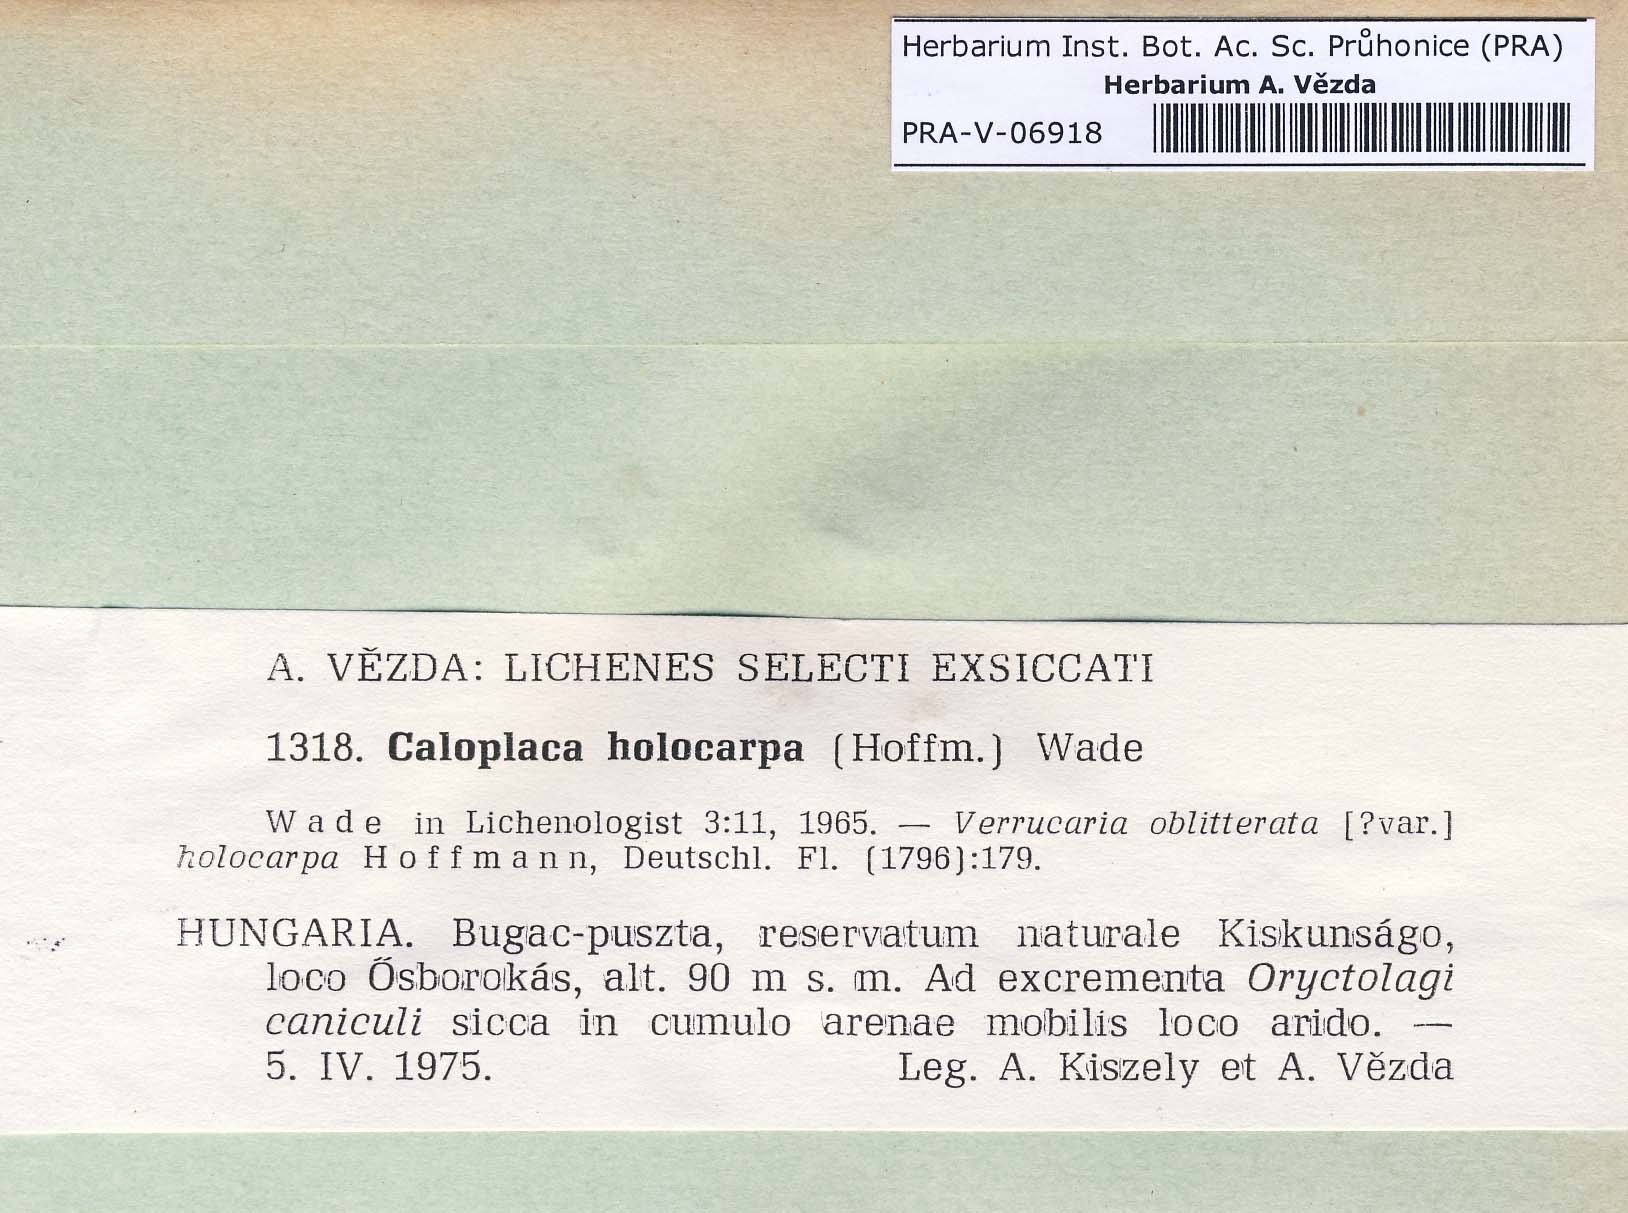 Herbarium Inst. Bot. Ac. Sc. Průhonice (PRA)
Herbarium A. Vězda
PRA-V-06918
A. VĚZDA: LICHENES SELECTI EXSICCATI
1318. Caloplaca holocarpa (Hoffm.) Wade
Wade in Lichenologist 3:11, 1965. — Verrucaria oblitterata [?var.]
holocarpa Hoffmann, Deutschl. Fl. (1796):179.
HUNGARIA. Bugac-puszta, reservatum naturale Kiskunságo,
loco Ősborokás, alt. 90 m s. m. Ad excrementa Oryctolagi
caniculi sicca in cumulo arenae mobilis loco arido. —
5. IV. 1975. Leg. A. Kiszely et A. Vězda